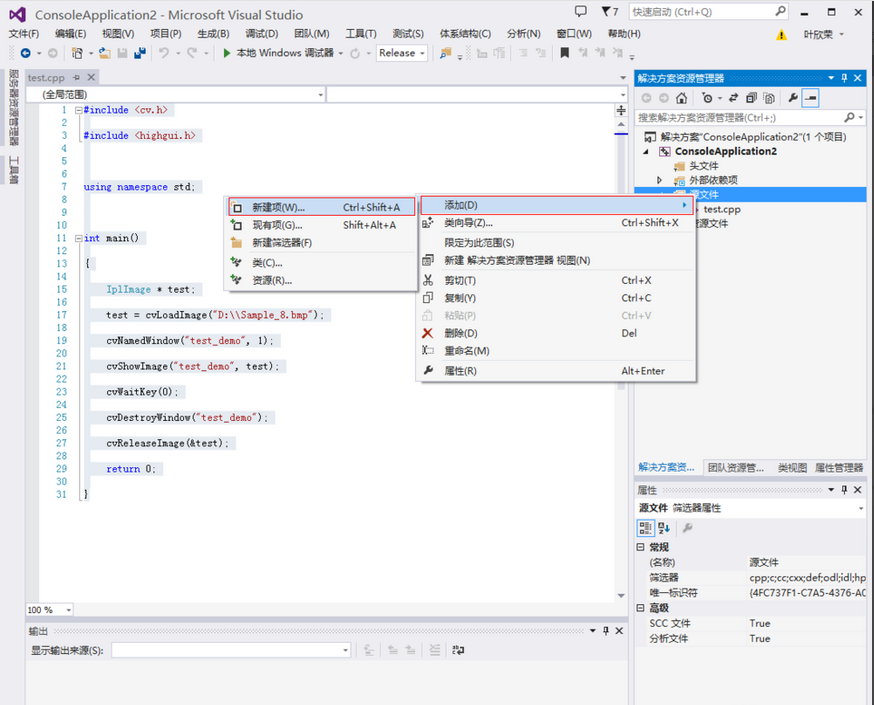 ConsoleApplication2 - Microsoft Visual Studio
7
快速启动 (Ctrl+Q)
文件(F) 编辑(E) 视图(V) 项目(P) 生成(B) 调试(D) 团队(M) 工具(T) 测试(S) 体系结构(C) 分析(N) 窗口(W) 帮助(H)
叶欣荣
本地 Windows 调试器
Release
服务器资源管理器
工具箱
test.cpp
(全局范围)
1 #include <cv.h>
2
3 #include <highgui.h>
4
5
6
7 using namespace std;
8
9
10
11 int main()
12
13 {
14
15 IplImage * test;
16
17 test = cvLoadImage("D:\\Sample_8.bmp");
18
19 cvNamedWindow("test_demo", 1);
20
21 cvShowImage("test_demo", test);
22
23 cvWaitKey(0);
24
25 cvDestroyWindow("test_demo");
26
27 cvReleaseImage(&test);
28
29 return 0;
30
31 }
新建项(W)... Ctrl+Shift+A
现有项(G)... Shift+Alt+A
新建筛选器(F)
类(C)...
资源(R)...
添加(D)
类向导(Z)... Ctrl+Shift+X
限定为此范围(S)
新建 解决方案资源管理器 视图(N)
剪切(T) Ctrl+X
复制(Y) Ctrl+C
粘贴(P) Ctrl+V
删除(D) Del
重命名(M)
属性(R) Alt+Enter
100 %
输出
显示输出来源(S):
解决方案资源管理器
搜索解决方案资源管理器(Ctrl+;)
解决方案"ConsoleApplication2"(1 个项目)
ConsoleApplication2
头文件
外部依赖项
源文件
test.cpp
源文件
解决方案资... 团队资源管... 类视图 属性管理器
属性
源文件 筛选器属性
常规
(名称) 源文件
筛选器 cpp;c;cc;cxx;def;odl;idl;hp
唯一标识符 {4FC737F1-C7A5-4376-A0
高级
SCC 文件 True
分析文件 True